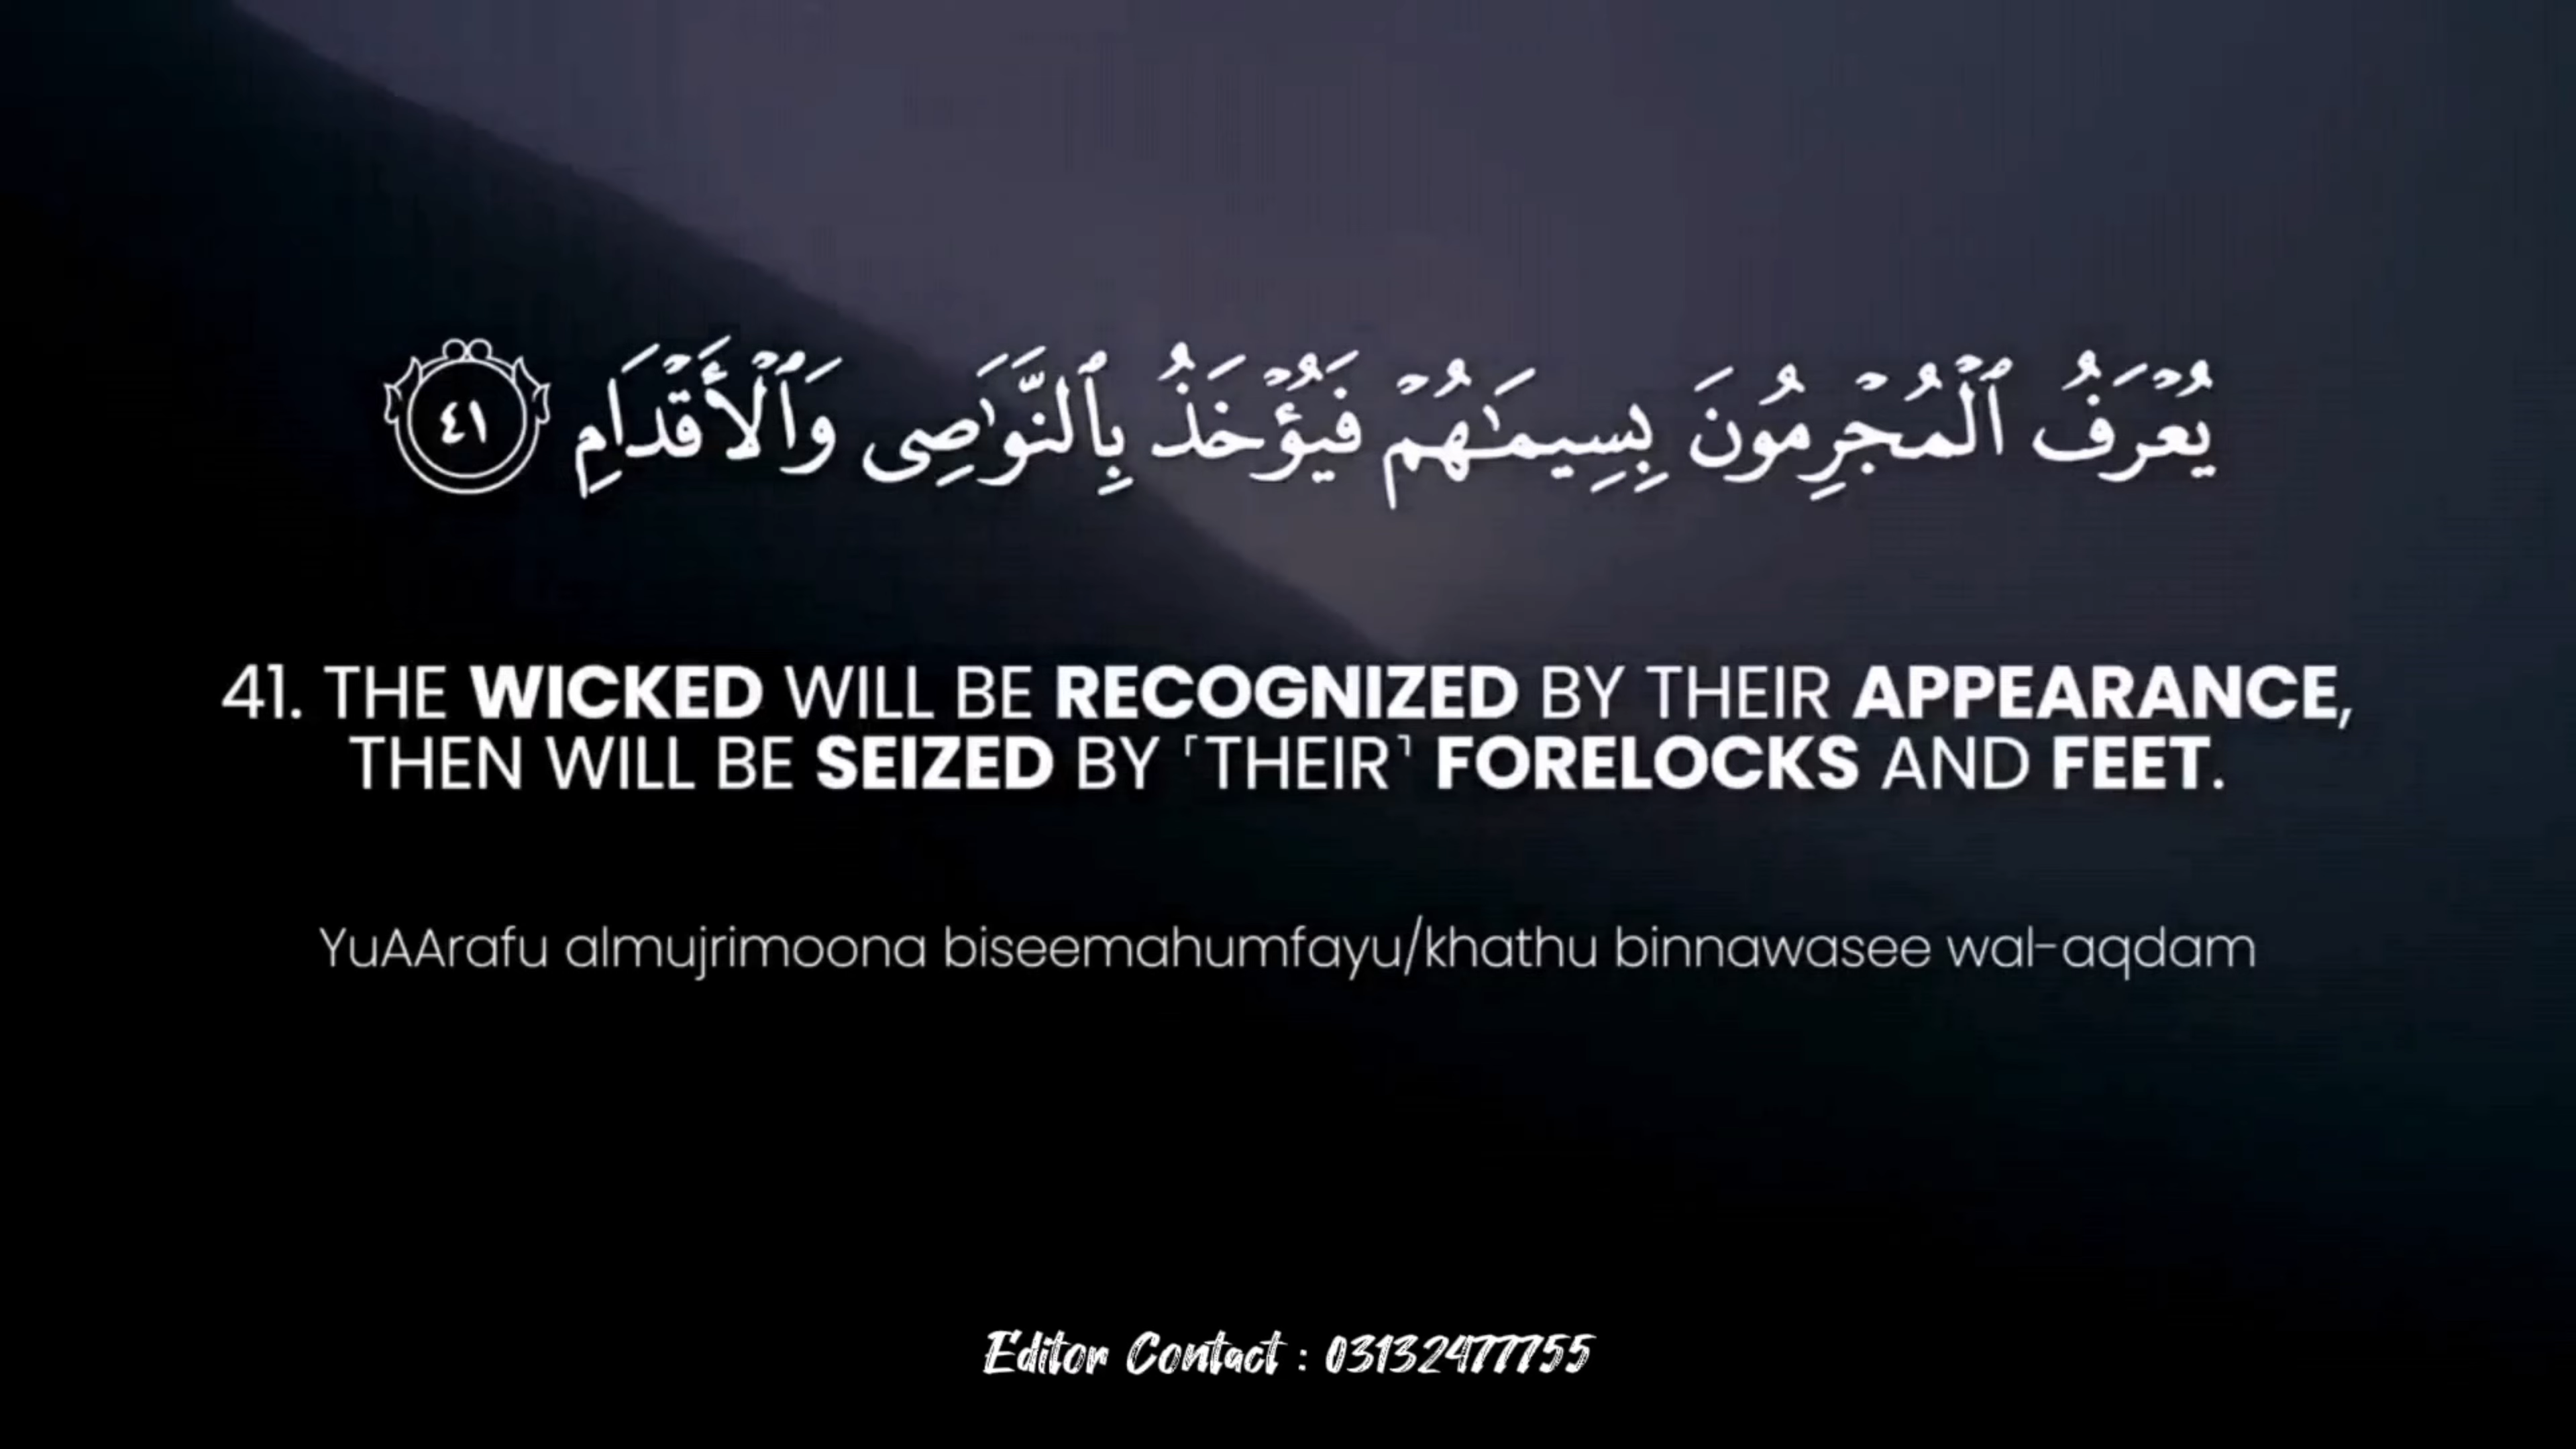 يُعْرَفُ ٱلْمُجْرِمُونَ بِسِيمَـٰهُمْ فَيُؤْخَذُ بِٱلنَّوَٰصِى وَٱلْأَقْدَامِ ٤١
41. THE WICKED WILL BE RECOGNIZED BY THEIR APPEARANCE,
THEN WILL BE SEIZED BY ⸢THEIR⸣ FORELOCKS AND FEET.
YuAArafu almujrimoona biseemahumfayu/khathu binnawasee wal-aqdam
Editor Contact : 03132477755